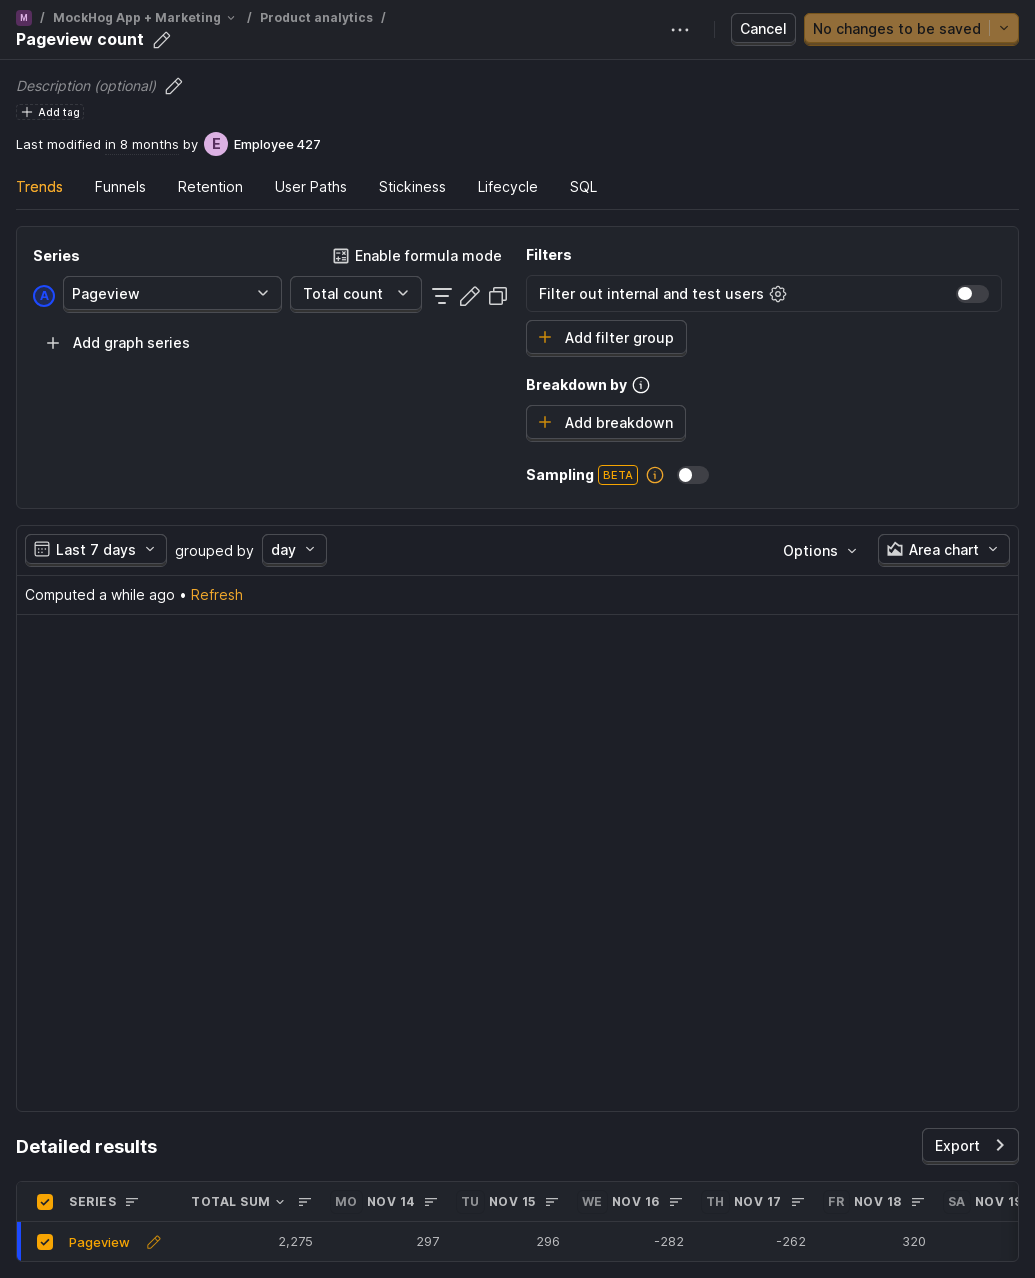 M / MockHog App + Marketing / Product analytics /
Pageview count
Cancel
No changes to be saved
Description (optional)
Add tag
Last modified in 8 months by E Employee 427
Trends Funnels Retention User Paths Stickiness Lifecycle SQL
Series
Enable formula mode
A Pageview Total count
Add graph series
Filters
Filter out internal and test users
Add filter group
Breakdown by
Add breakdown
Sampling BETA
Last 7 days grouped by day Options Area chart
Computed a while ago • Refresh
Detailed results
Export
SERIES TOTAL SUM MO NOV 14 TU NOV 15 WE NOV 16 TH NOV 17 FR NOV 18 SA NOV 19
Pageview 2,275 297 296 -282 -262 320